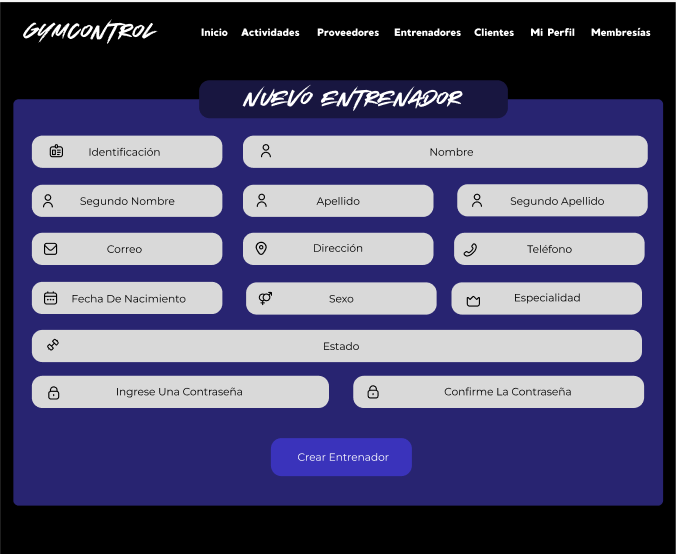 GYMCONTROL Inicio Actividades Proveedores Entrenadores Clientes Mi Perfil Membresías
NUEVO ENTRENADOR
Identificación Nombre
Segundo Nombre Apellido Segundo Apellido
Correo Dirección Teléfono
Fecha De Nacimiento Sexo Especialidad
Estado
Ingrese Una Contraseña Confirme La Contraseña
Crear Entrenador